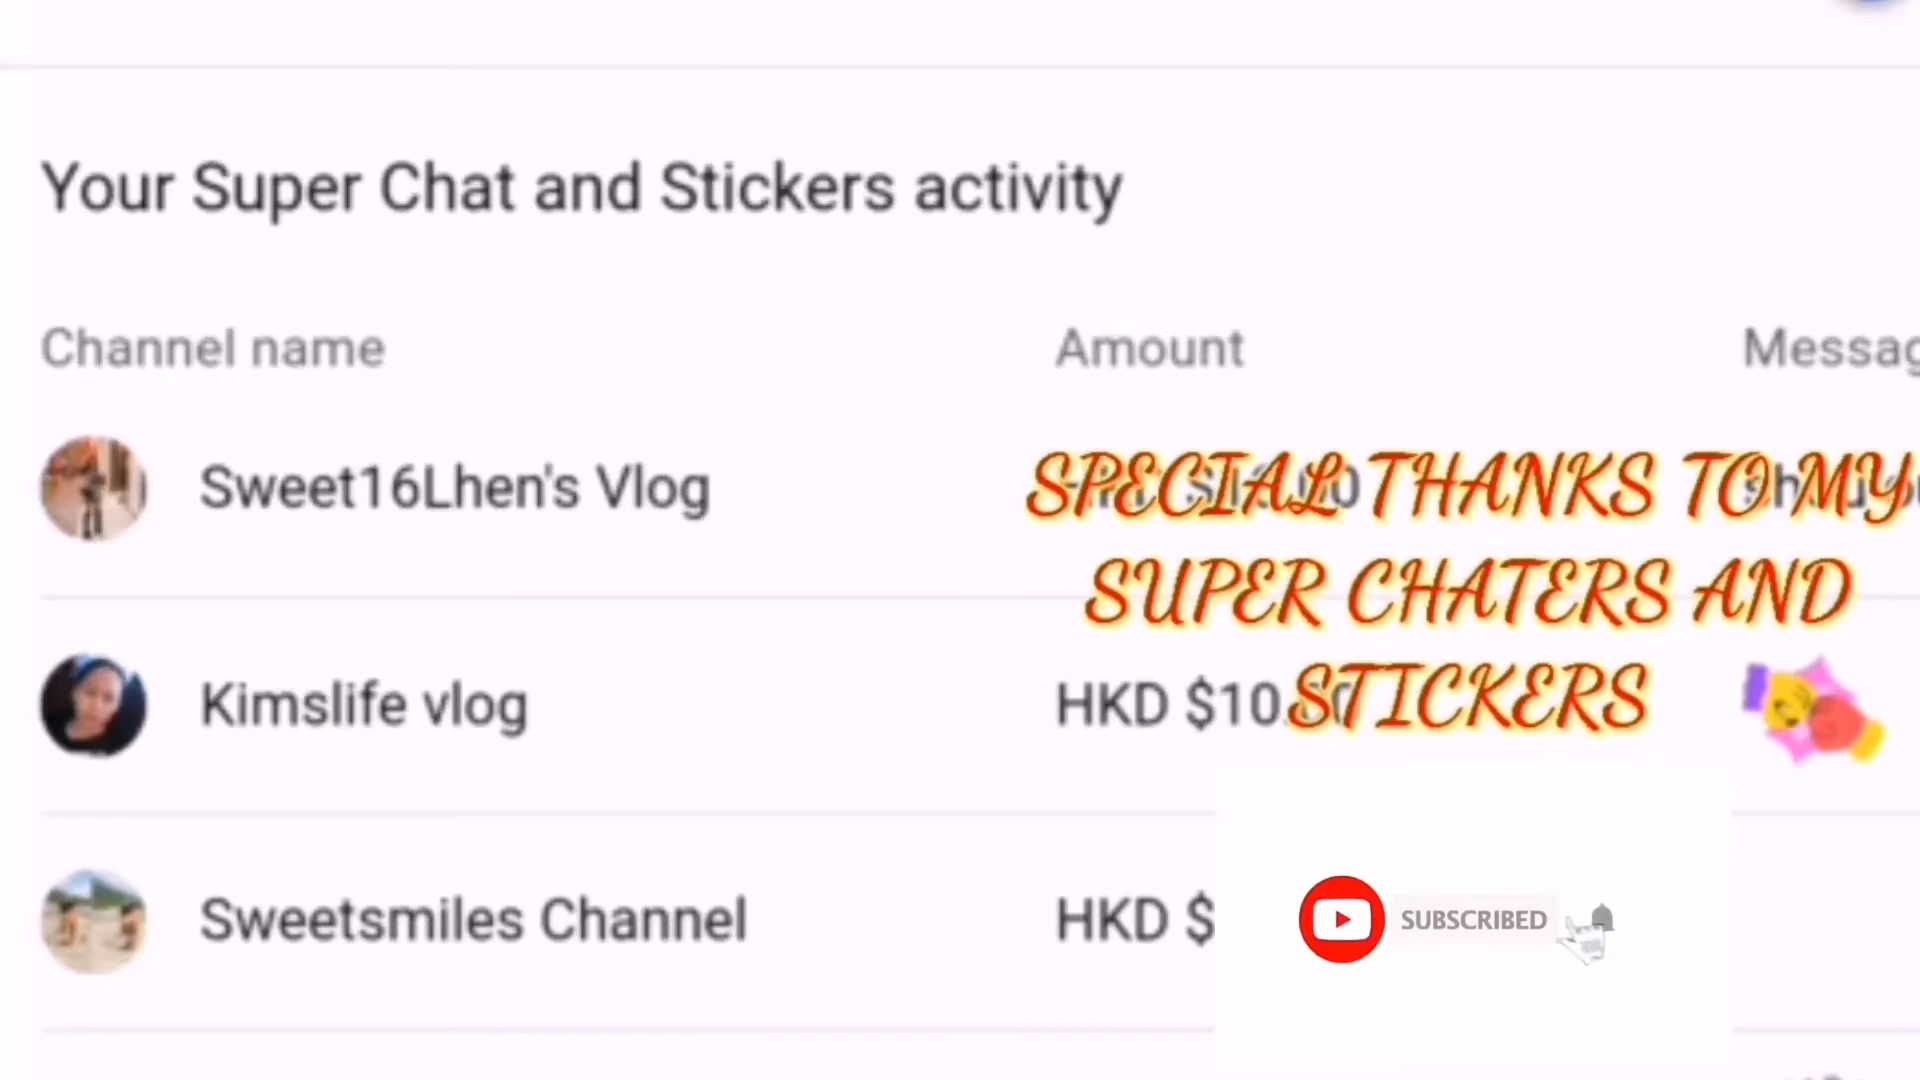 Your Super Chat and Stickers activity
Channel name Amount Messag
Sweet16Lhen's Vlog
SPECIAL THANKS TO MY
SUPER CHATERS AND
STICKERS
Kimslife vlog HKD $10.
Sweetsmiles Channel HKD $
SUBSCRIBED